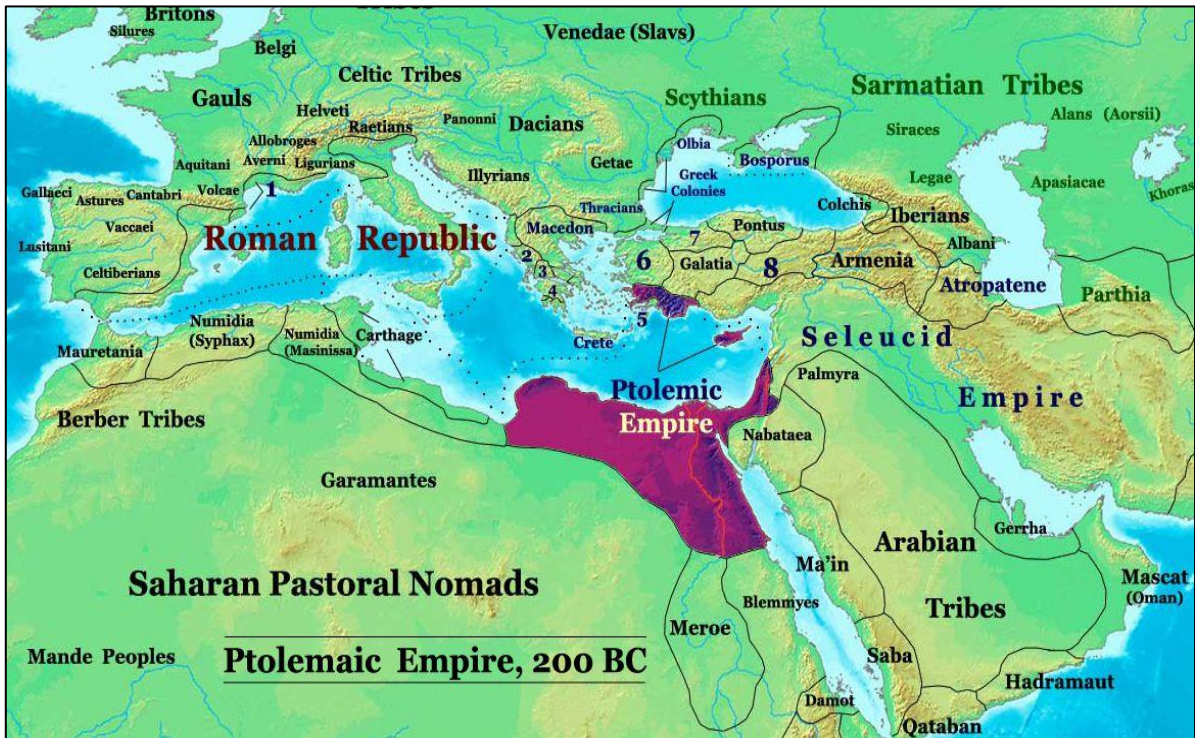 Tribes
Britons
Silures
Belgi
Venedae (Slavs)
Celtic Tribes
Sarmatian Tribes
Gauls
Scythians
Helveti
Raetians
Panonni
Dacians
Alans (Aorsii)
Siraces
Allobroges
Averni
Ligurians
Olbia
Bosporus
Aquitani
Getae
Legae
Apasiacae
Khoras
Gallaeci
Astures
Cantabri
Volcae
1
Illyrians
Greek
Colonies
Colchis
Iberians
Vaccaei
Thracians
Macedon
Pontus
Lusitani
Roman Republic
7
Albani
2
3
4
6
Galatia
8
Armenia
Celtiberians
Atropatene
Parthia
5
Numidia
(Syphax)
Numidia
(Masinissa)
Carthage
Crete
Seleucid
Empire
Mauretania
Palmyra
Ptolemic
Empire
Berber Tribes
Nabataea
Garamantes
Gerrha
Arabian
Tribes
Ma'in
Mascat
(Oman)
Saharan Pastoral Nomads
Blemmyes
Meroe
Mande Peoples
Ptolemaic Empire, 200 BC
Saba
Hadramaut
Damot
Qataban